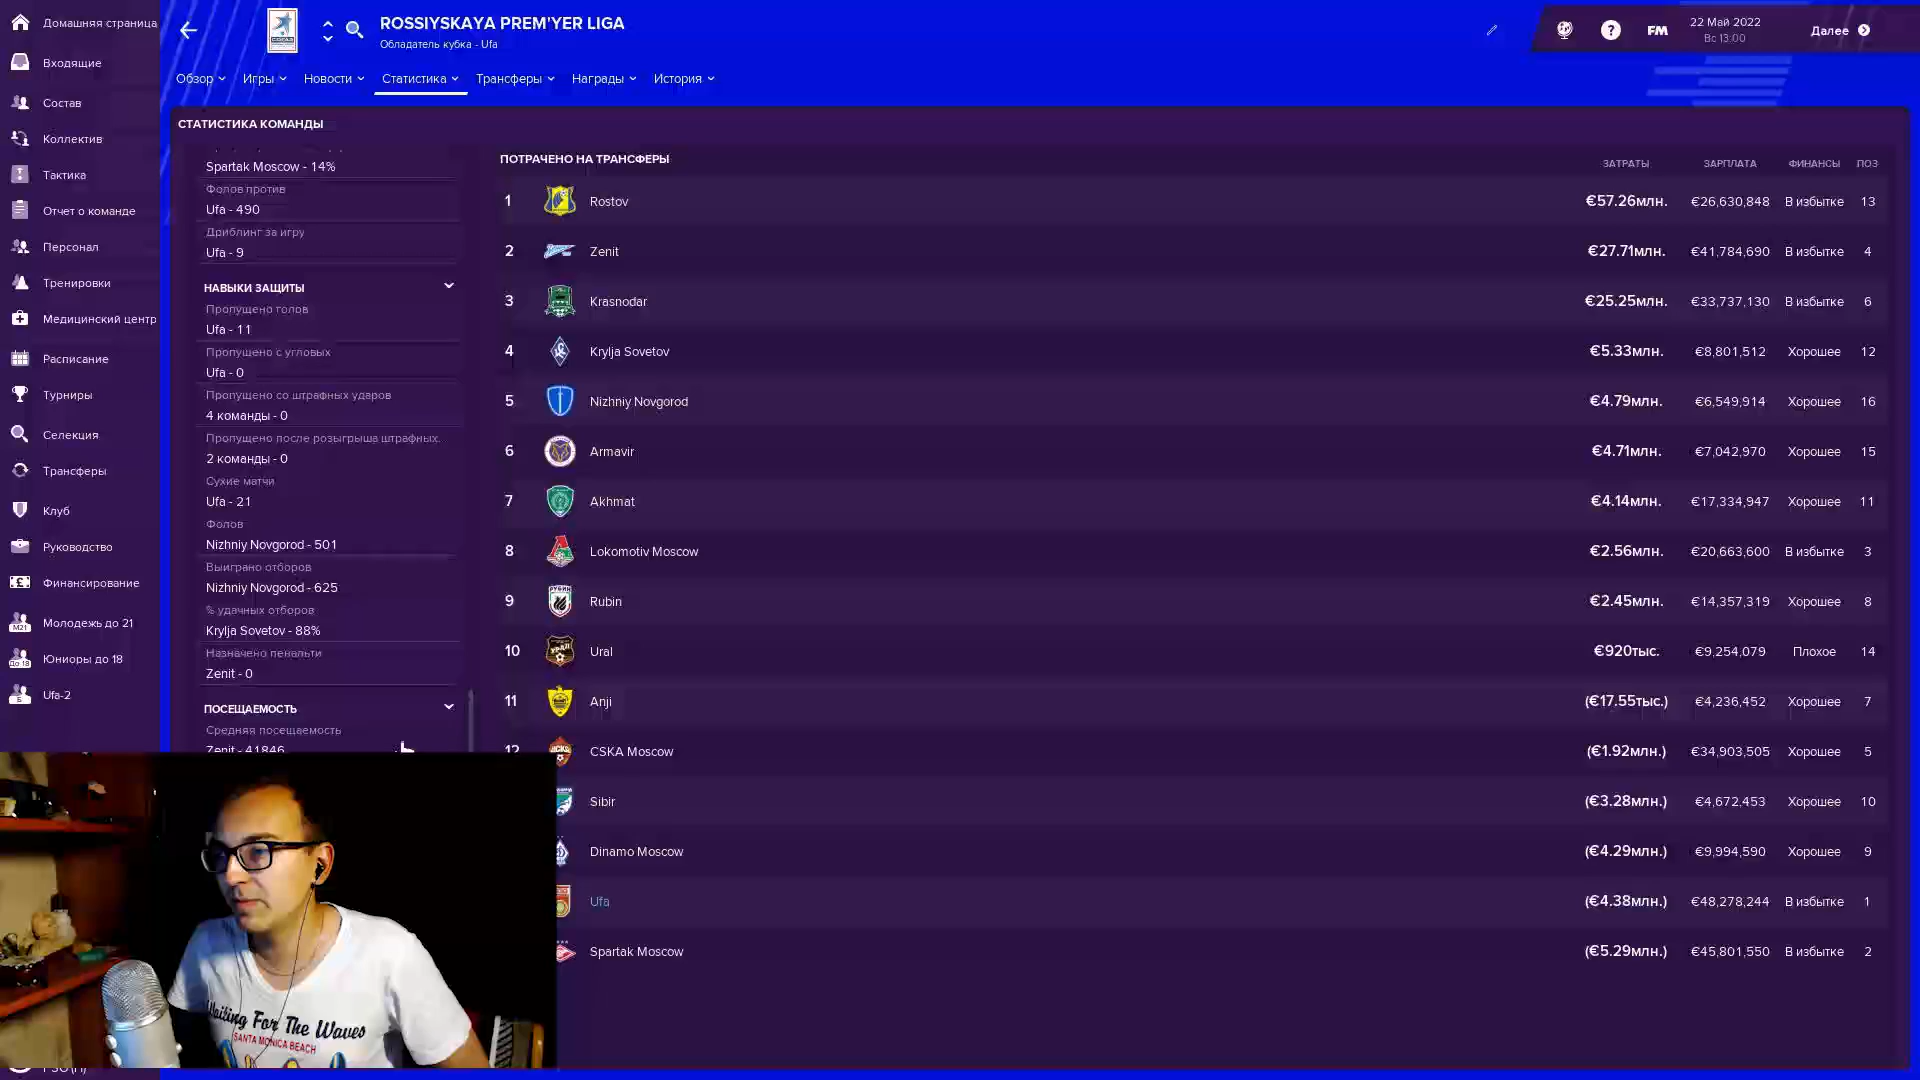 Домашняя страница
Входящие
Состав
Коллектив
Тактика
Отчет о команде
Персонал
Тренировки
Медицинский центр
Расписание
Турниры
Селекция
Трансферы
Клуб
Руководство
Финансирование
Молодежь до 21
Юниоры до 18
Ufa-2
ROSSIYSKAYA PREM'YER LIGA
Обладатель кубка - Ufa
FM
22 Май 2022
Вс 13:00
Далее
Обзор Игры Новости Статистика Трансферы Награды История
СТАТИСТИКА КОМАНДЫ
Spartak Moscow - 14%
Фолов против
Ufa - 490
Дриблинг за игру
Ufa - 9
НАВЫКИ ЗАЩИТЫ
Пропущено голов
Ufa - 11
Пропущено с угловых
Ufa - 0
Пропущено со штрафных ударов
4 команды - 0
Пропущено после розыгрыша штрафных.
2 команды - 0
Сухие матчи
Ufa - 21
Фолов
Nizhniy Novgorod - 501
Выиграно отборов
Nizhniy Novgorod - 625
% удачных отборов
Krylja Sovetov - 88%
Назначено пенальти
Zenit - 0
ПОСЕЩАЕМОСТЬ
Средняя посещаемость
Zenit - 41846
ПОТРАЧЕНО НА ТРАНСФЕРЫ ЗАТРАТЫ ЗАРПЛАТА ФИНАНСЫ ПОЗ
1 Rostov €57.26млн. €26,630,848 В избытке 13
2 Zenit €27.71млн. €41,784,690 В избытке 4
3 Krasnodar €25.25млн. €33,737,130 В избытке 6
4 Krylja Sovetov €5.33млн. €8,801,512 Хорошее 12
5 Nizhniy Novgorod €4.79млн. €6,549,914 Хорошее 16
6 Armavir €4.71млн. €7,042,970 Хорошее 15
7 Akhmat €4.14млн. €17,334,947 Хорошее 11
8 Lokomotiv Moscow €2.56млн. €20,663,600 В избытке 3
9 Rubin €2.45млн. €14,357,319 Хорошее 8
10 Ural €920тыс. €9,254,079 Плохое 14
11 Anji (€17.55тыс.) €4,236,452 Хорошее 7
12 CSKA Moscow (€1.92млн.) €34,903,505 Хорошее 5
Sibir (€3.28млн.) €4,672,453 Хорошее 10
Dinamo Moscow (€4.29млн.) €9,994,590 Хорошее 9
Ufa (€4.38млн.) €48,278,244 В избытке 1
Spartak Moscow (€5.29млн.) €45,801,550 В избытке 2
Waiting For The Waves
SANTA MONICA BEACH